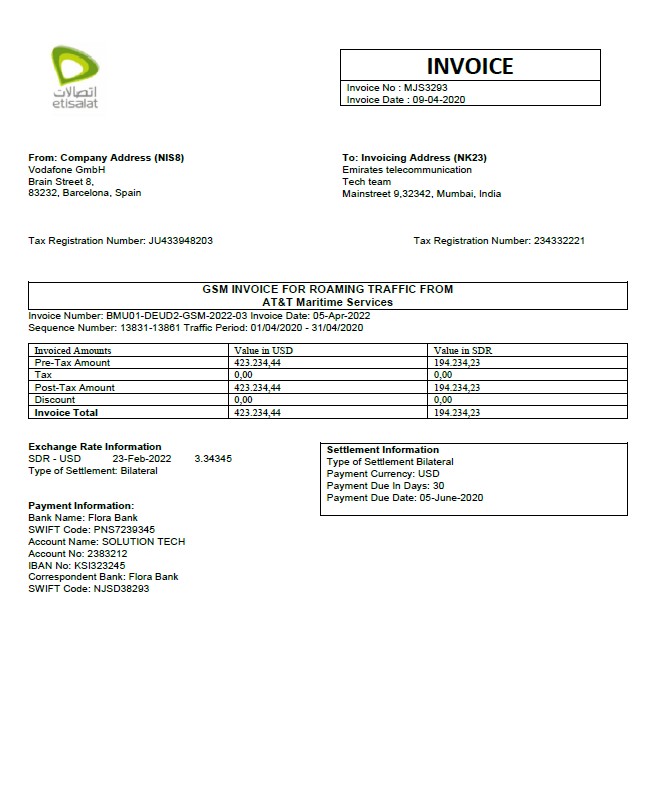 اتصالات
etisalat
INVOICE
Invoice No : MJS3293
Invoice Date : 09-04-2020
From: Company Address (NIS8)
Vodafone GmbH
Brain Street 8,
83232, Barcelona, Spain
To: Invoicing Address (NK23)
Emirates telecommunication
Tech team
Mainstreet 9,32342, Mumbai, India
Tax Registration Number: JU433948203
Tax Registration Number: 234332221
GSM INVOICE FOR ROAMING TRAFFIC FROM
AT&T Maritime Services
Invoice Number: BMU01-DEUD2-GSM-2022-03 Invoice Date: 05-Apr-2022
Sequence Number: 13831-13861 Traffic Period: 01/04/2020 - 31/04/2020
Invoiced Amounts Value in USD Value in SDR
Pre-Tax Amount 423.234,44 194.234,23
Tax 0,00 0,00
Post-Tax Amount 423.234,44 194.234,23
Discount 0,00 0,00
Invoice Total 423.234,44 194.234,23
Exchange Rate Information
SDR - USD 23-Feb-2022 3.34345
Type of Settlement: Bilateral
Settlement Information
Type of Settlement Bilateral
Payment Currency: USD
Payment Due In Days: 30
Payment Due Date: 05-June-2020
Payment Information:
Bank Name: Flora Bank
SWIFT Code: PNS7239345
Account Name: SOLUTION TECH
Account No: 2383212
IBAN No: KSI323245
Correspondent Bank: Flora Bank
SWIFT Code: NJSD38293